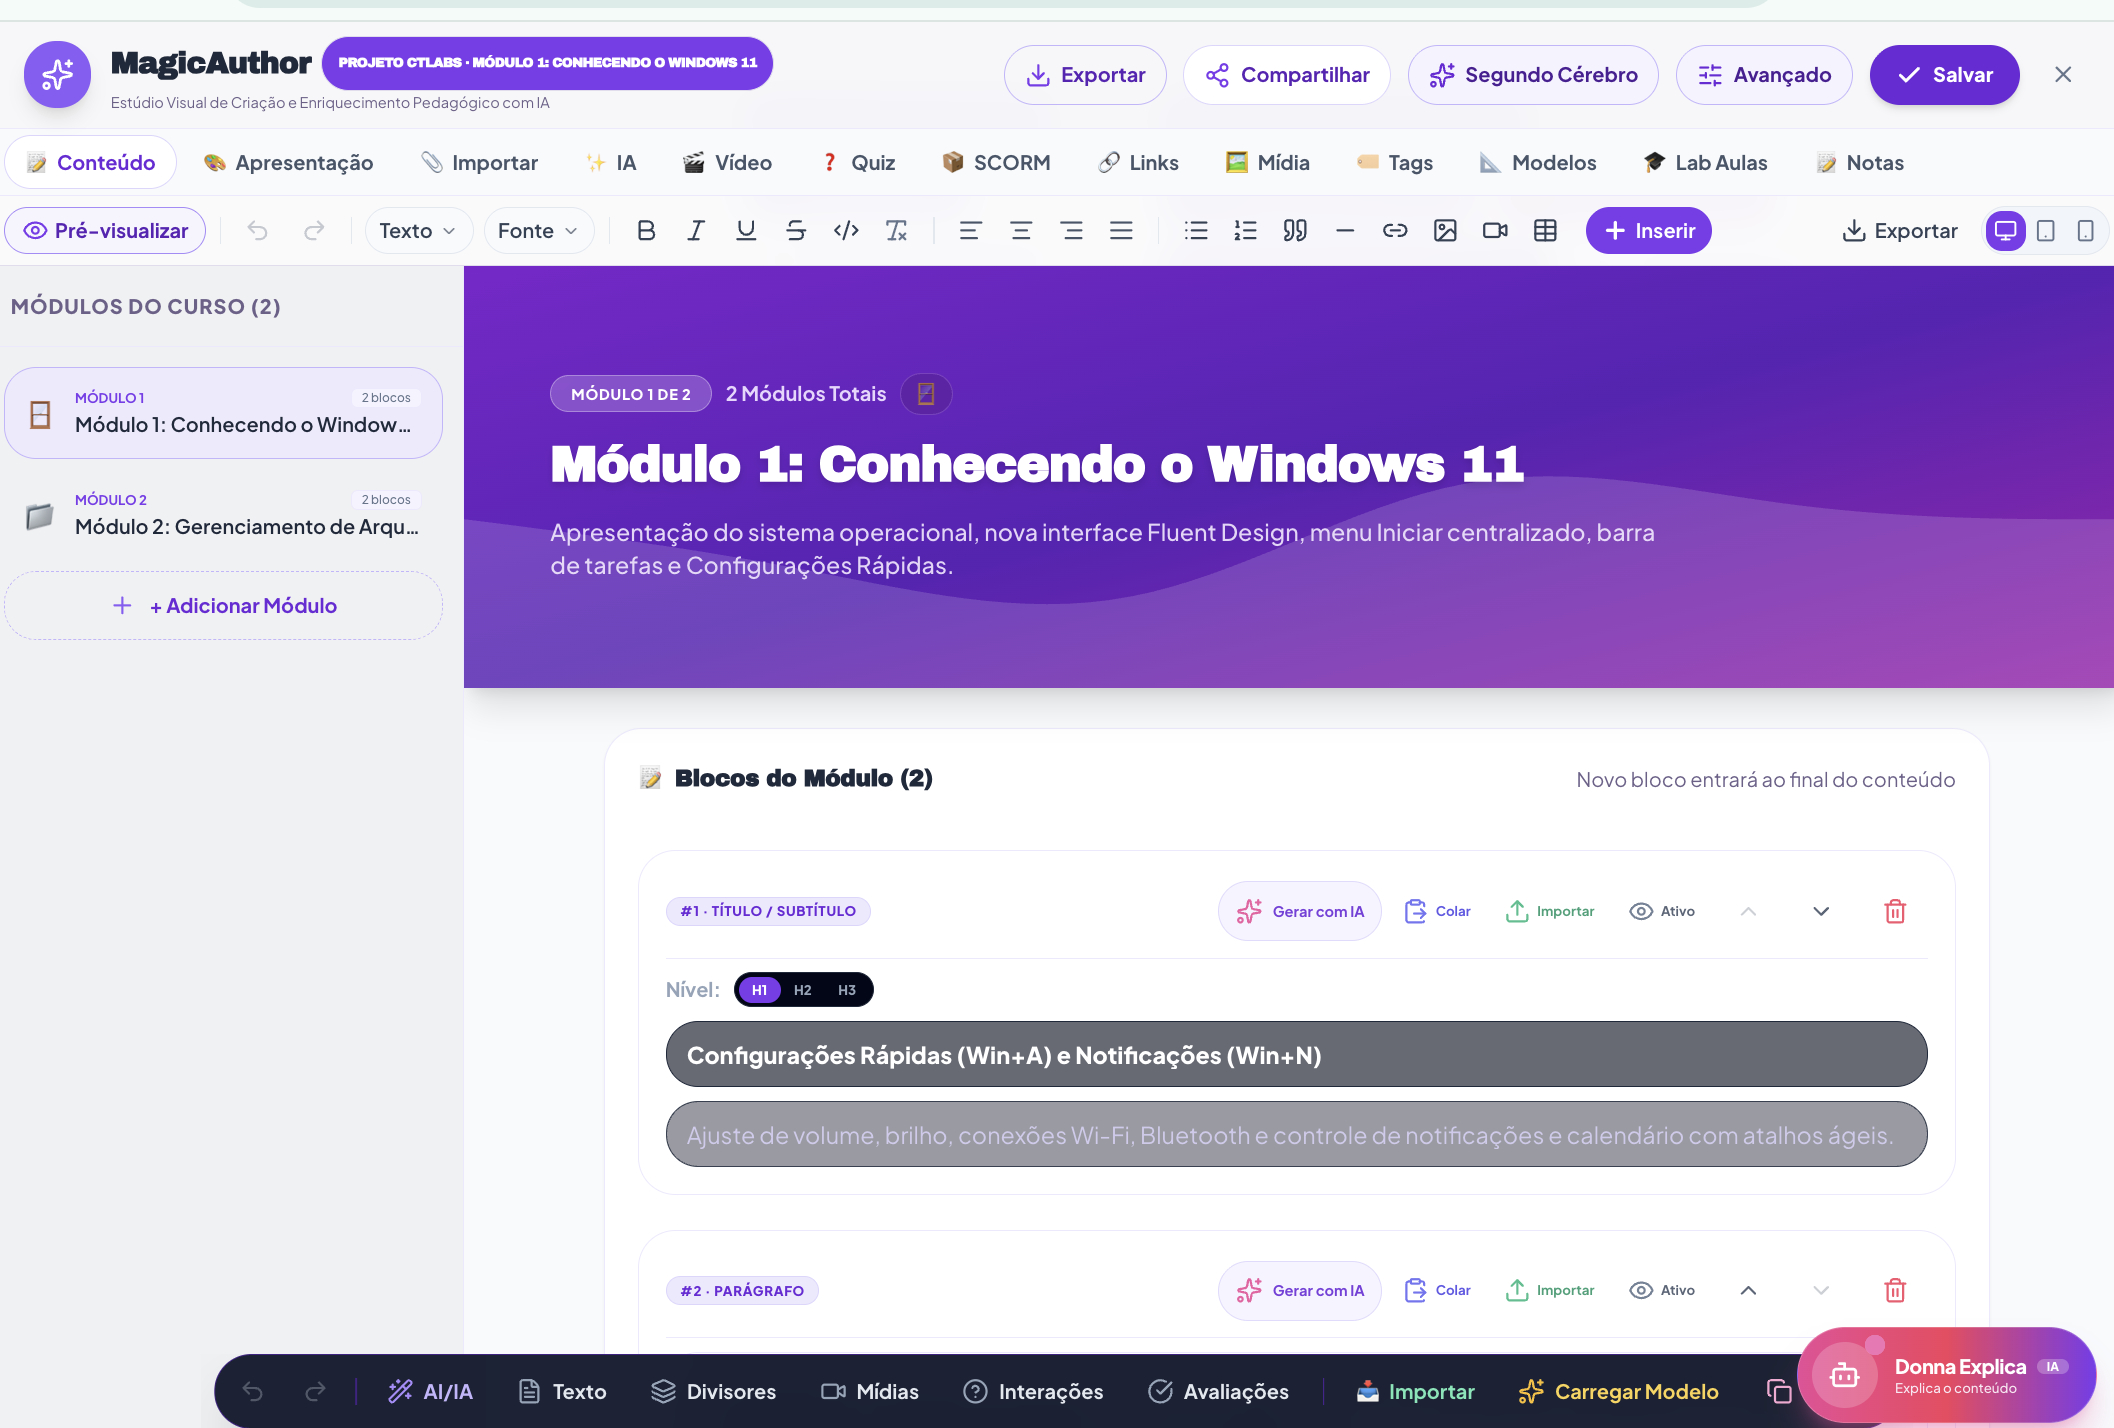 MagicAuthor
PROJETO CTLABS · MÓDULO 1: CONHECENDO O WINDOWS 11
Estúdio Visual de Criação e Enriquecimento Pedagógico com IA
Exportar
Compartilhar
Segundo Cérebro
Avançado
Salvar
Conteúdo
Apresentação
Importar
IA
Vídeo
Quiz
SCORM
Links
Mídia
Tags
Modelos
Lab Aulas
Notas
Pré-visualizar
Texto
Fonte
Inserir
Exportar
MÓDULOS DO CURSO (2)
MÓDULO 1
2 blocos
Módulo 1: Conhecendo o Window...
MÓDULO 2
2 blocos
Módulo 2: Gerenciamento de Arqu...
+ Adicionar Módulo
MÓDULO 1 DE 2
2 Módulos Totais
Módulo 1: Conhecendo o Windows 11
Apresentação do sistema operacional, nova interface Fluent Design, menu Iniciar centralizado, barra
de tarefas e Configurações Rápidas.
Blocos do Módulo (2)
Novo bloco entrará ao final do conteúdo
#1 · TÍTULO / SUBTÍTULO
Gerar com IA
Colar
Importar
Ativo
Nível:
H1
H2
H3
Configurações Rápidas (Win+A) e Notificações (Win+N)
Ajuste de volume, brilho, conexões Wi-Fi, Bluetooth e controle de notificações e calendário com atalhos ágeis.
#2 · PARÁGRAFO
Gerar com IA
Colar
Importar
Ativo
AI/IA
Texto
Divisores
Mídias
Interações
Avaliações
Importar
Carregar Modelo
Donna Explica
IA
Explica o conteúdo